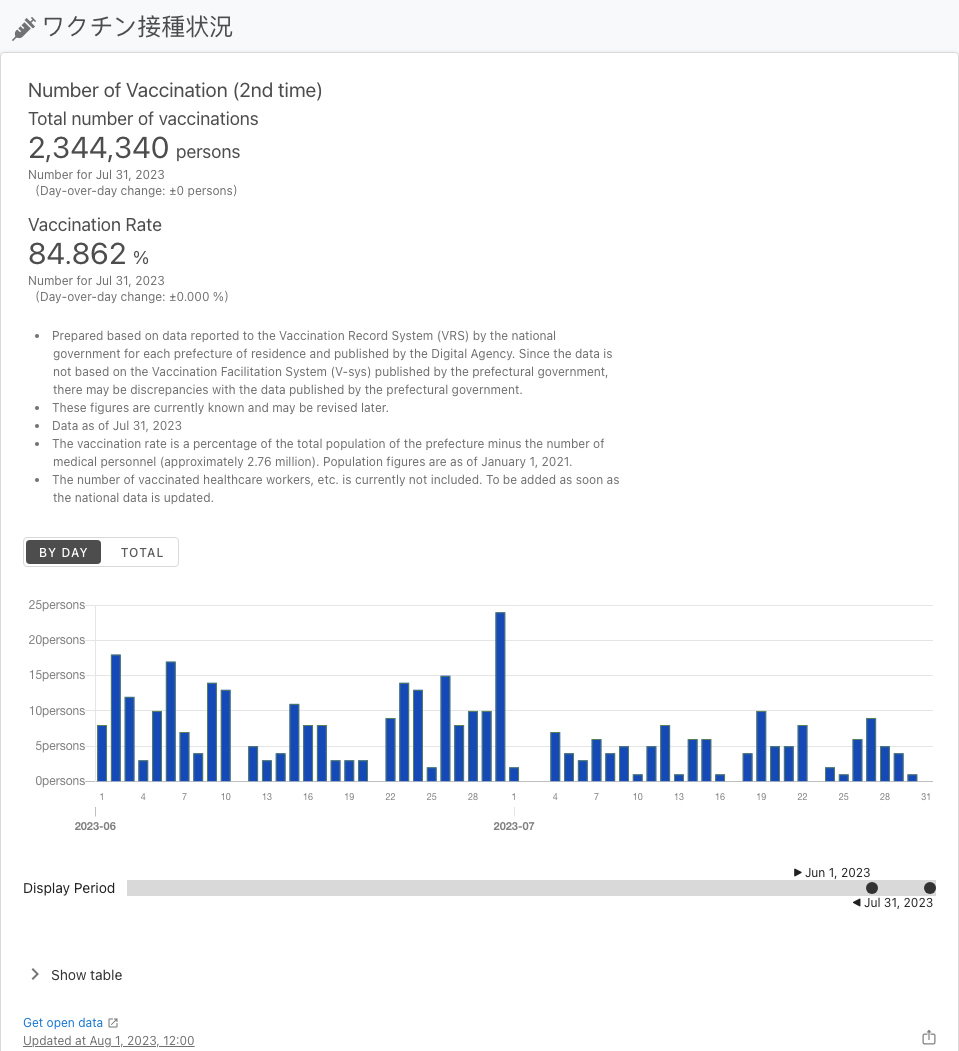 ワクチン接種状況
Number of Vaccination (2nd time)
Total number of vaccinations
2,344,340 persons
Number for Jul 31, 2023
(Day-over-day change: ±0 persons)
Vaccination Rate
84.862 %
Number for Jul 31, 2023
(Day-over-day change: ±0.000 %)
• Prepared based on data reported to the Vaccination Record System (VRS) by the national
government for each prefecture of residence and published by the Digital Agency. Since the data is
not based on the Vaccination Facilitation System (V-sys) published by the prefectural government,
there may be discrepancies with the data published by the prefectural government.
• These figures are currently known and may be revised later.
• Data as of Jul 31, 2023
• The vaccination rate is a percentage of the total population of the prefecture minus the number of
medical personnel (approximately 2.76 million). Population figures are as of January 1, 2021.
• The number of vaccinated healthcare workers, etc. is currently not included. To be added as soon as
the national data is updated.
BY DAY TOTAL
25persons
20persons
15persons
10persons
5persons
0persons
1 4 7 10 13 16 19 22 25 28 1 4 7 10 13 16 19 22 25 28 31
2023-06 2023-07
Jun 1, 2023
Display Period
Jul 31, 2023
Show table
Get open data
Updated at Aug 1, 2023, 12:00